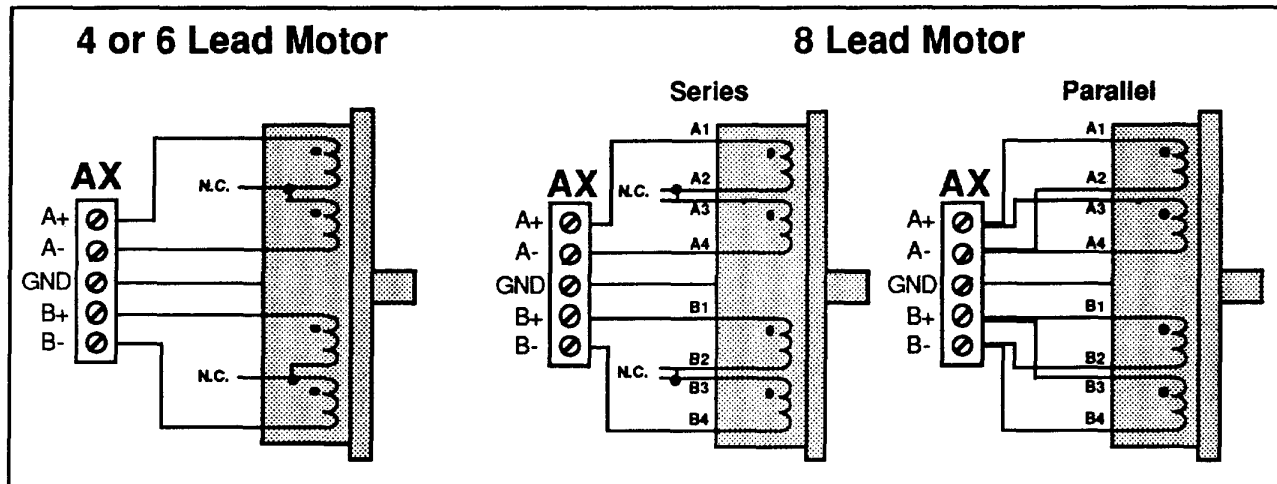 4 or 6 Lead Motor
AX
A+
A-
GND
B+
B-
N.C.
N.C.
8 Lead Motor
Series
AX
A+
A-
GND
B+
B-
A1
A2
N.C.
A3
A4
B1
B2
N.C.
B3
B4
Parallel
AX
A+
A-
GND
B+
B-
A1
A2
A3
A4
B1
B2
B3
B4